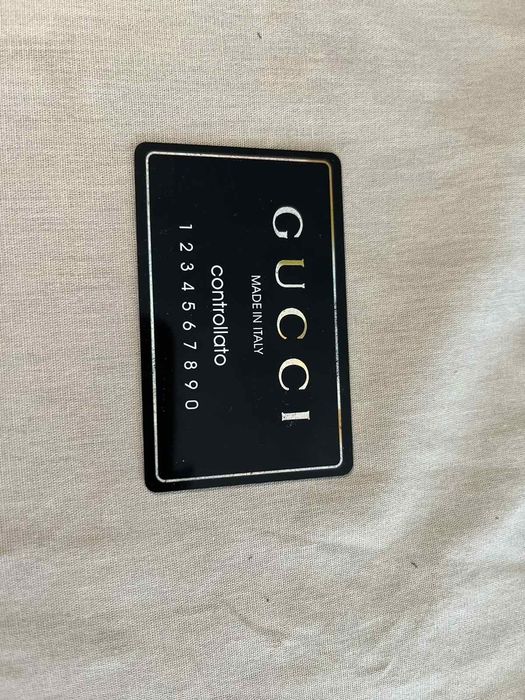 GUCCI
MADE IN ITALY
controllato
1 2 3 4 5 6 7 8 9 0